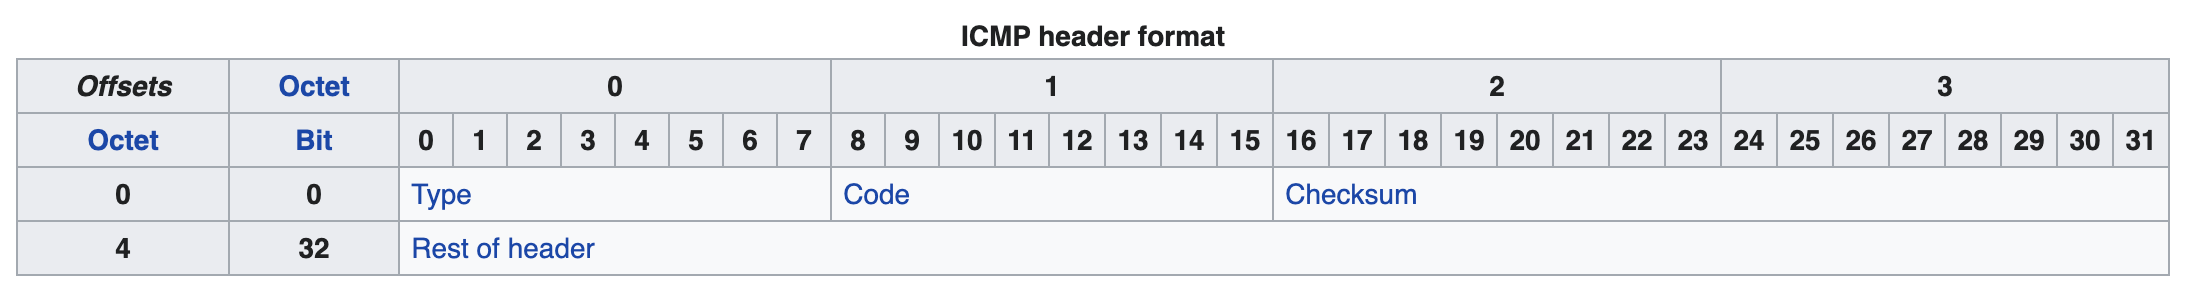 ICMP header format
Offsets Octet 0 1 2 3
Octet Bit 0 1 2 3 4 5 6 7 8 9 10 11 12 13 14 15 16 17 18 19 20 21 22 23 24 25 26 27 28 29 30 31
0 0 Type Code Checksum
4 32 Rest of header